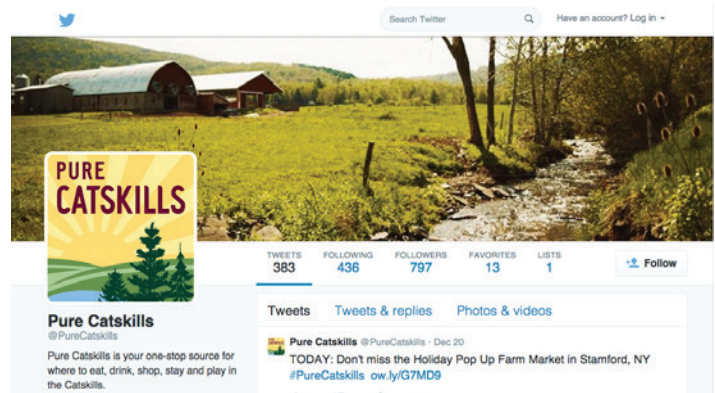 Search Twitter
Have an account? Log in
PURE
CATSKILLS
TWEETS FOLLOWING FOLLOWERS FAVORITES LISTS
383 436 797 13 1
Follow
Pure Catskills
@PureCatskills
Pure Catskills is your one-stop source for
where to eat, drink, shop, stay and play in
the Catskills.
Tweets Tweets & replies Photos & videos
Pure Catskills @PureCatskills · Dec 20
TODAY: Don't miss the Holiday Pop Up Farm Market in Stamford, NY
#PureCatskills ow.ly/G7MD9